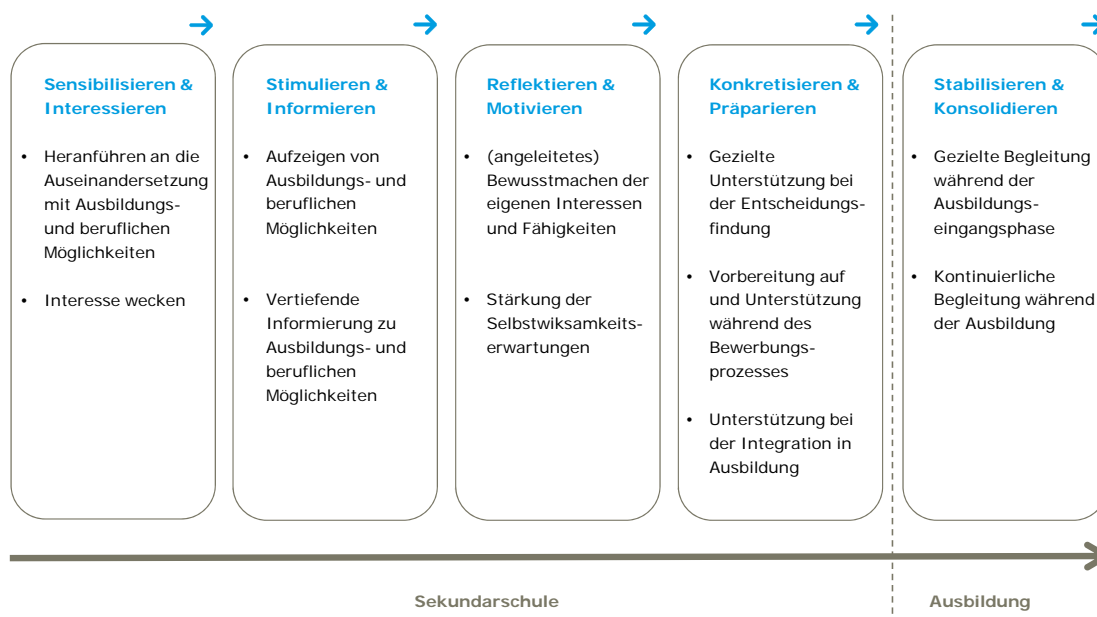 Sensibilisieren &
Interessieren
• Heranführen an die
Auseinandersetzung
mit Ausbildungs-
und beruflichen
Möglichkeiten
• Interesse wecken
Stimulieren &
Informieren
• Aufzeigen von
Ausbildungs- und
beruflichen
Möglichkeiten
• Vertiefende
Informierung zu
Ausbildungs- und
beruflichen
Möglichkeiten
Reflektieren &
Motivieren
• (angeleitetes)
Bewusstmachen der
eigenen Interessen
und Fähigkeiten
• Stärkung der
Selbstwiksamkeits-
erwartungen
Konkretisieren &
Präparieren
• Gezielte
Unterstützung bei
der Entscheidungs-
findung
• Vorbereitung auf
und Unterstützung
während des
Bewerbungs-
prozesses
• Unterstützung bei
der Integration in
Ausbildung
Stabilisieren &
Konsolidieren
• Gezielte Begleitung
während der
Ausbildungs-
eingangsphase
• Kontinuierliche
Begleitung während
der Ausbildung
Sekundarschule
Ausbildung